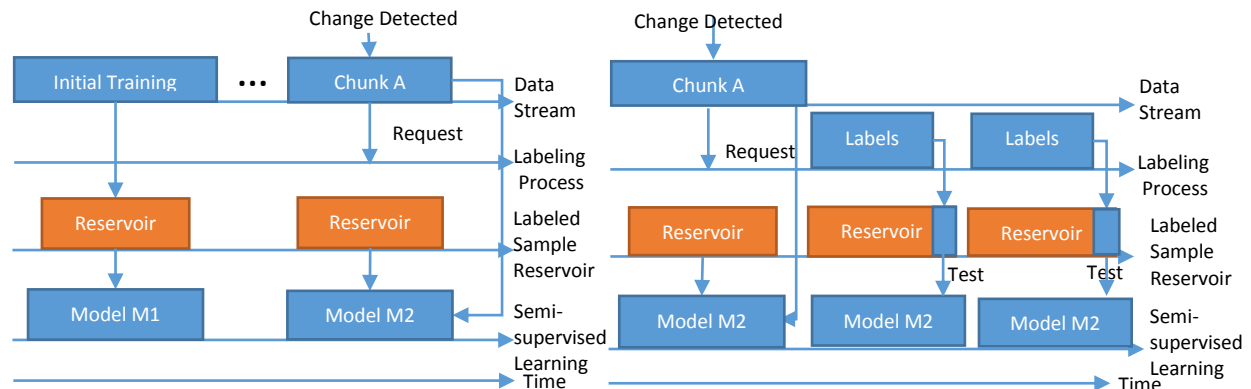 Change Detected
Initial Training
...
Chunk A
Data
Stream
Request
Labeling
Process
Reservoir
Reservoir
Labeled
Sample
Reservoir
Model M1
Model M2
Semi-
supervised
Learning
Time
Change Detected
Chunk A
Data
Stream
Request
Labels
Labels
Labeling
Process
Reservoir
Reservoir
Reservoir
Labeled
Sample
Reservoir
Test
Test
Model M2
Model M2
Model M2
Semi-
supervised
Learning
Time